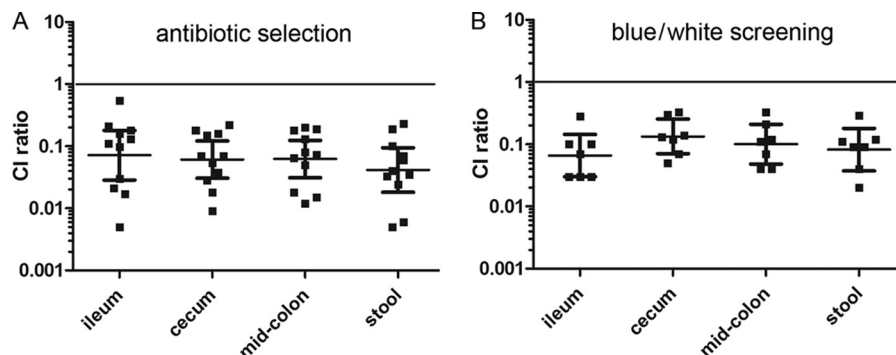 A
antibiotic selection
CI ratio
10
1
0.1
0.01
0.001
ileum
cecum
mid-colon
stool
B
blue/white screening
CI ratio
10
1
0.1
0.01
0.001
ileum
cecum
mid-colon
stool